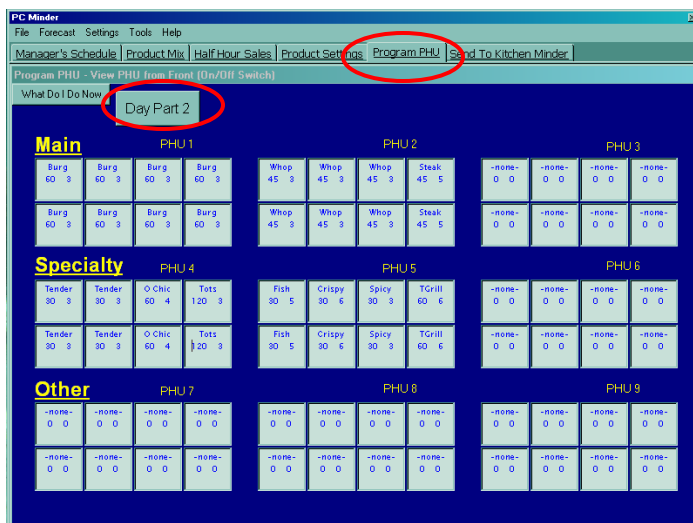 PC Minder
File Forecast Settings Tools Help
Manager's Schedule Product Mix Half Hour Sales Product Settings Program PHU Send To Kitchen Minder
Program PHU - View PHU from Front (On/Off Switch)
What Do I Do Now
Day Part 2
Main PHU 1 PHU 2 PHU 3
Burg Burg Burg Burg Whop Whop Whop Steak -none- -none- -none- -none-
60 3 60 3 60 3 60 3 45 3 45 3 45 3 45 5 0 0 0 0 0 0 0 0
Burg Burg Burg Burg Whop Whop Whop Steak -none- -none- -none- -none-
60 3 60 3 60 3 60 3 45 3 45 3 45 3 45 5 0 0 0 0 0 0 0 0
Specialty PHU 4 PHU 5 PHU 6
Tender Tender O Chic Tots Fish Crispy Spicy TGrill -none- -none- -none- -none-
30 3 30 3 60 4 120 3 30 5 30 6 30 3 60 6 0 0 0 0 0 0 0 0
Tender Tender O Chic Tots Fish Crispy Spicy TGrill -none- -none- -none- -none-
30 3 30 3 60 4 120 3 30 5 30 6 30 3 60 6 0 0 0 0 0 0 0 0
Other PHU 7 PHU 8 PHU 9
-none- -none- -none- -none- -none- -none- -none- -none- -none- -none- -none- -none-
0 0 0 0 0 0 0 0 0 0 0 0 0 0 0 0 0 0 0 0 0 0 0 0
-none- -none- -none- -none- -none- -none- -none- -none- -none- -none- -none- -none-
0 0 0 0 0 0 0 0 0 0 0 0 0 0 0 0 0 0 0 0 0 0 0 0